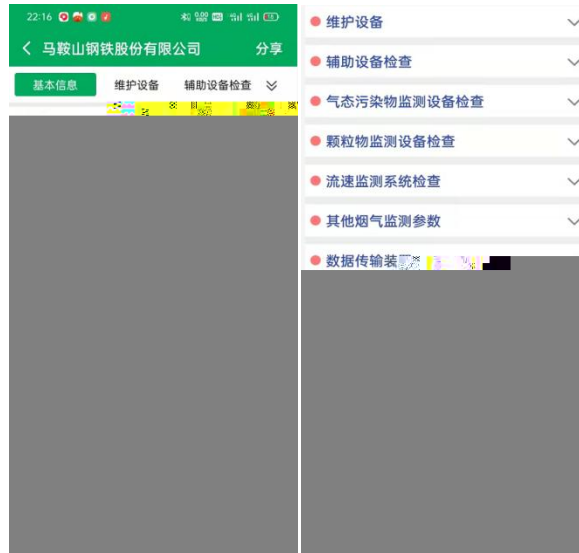 22:16
马鞍山钢铁股份有限公司 分享
基本信息 维护设备 辅助设备检查
维护设备
辅助设备检查
气态污染物监测设备检查
颗粒物监测设备检查
流速监测系统检查
其他烟气监测参数
数据传输装